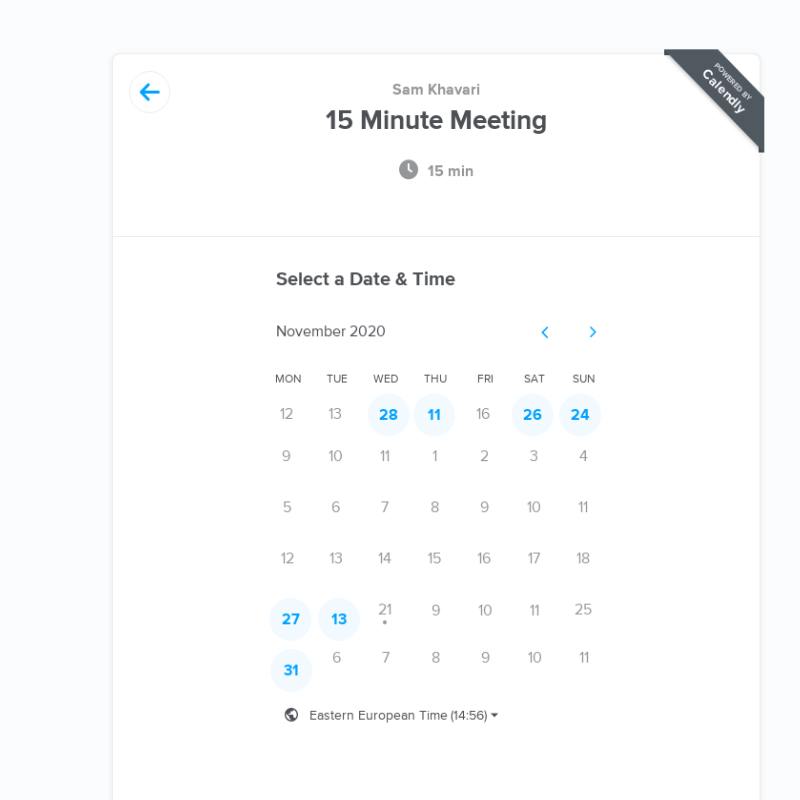 Sam Khavari
15 Minute Meeting
POWERED BY
Calendly
15 min
Select a Date & Time
November 2020
MON TUE WED THU FRI SAT SUN
12 13 28 11 16 26 24
9 10 11 1 2 3 4
5 6 7 8 9 10 11
12 13 14 15 16 17 18
27 13 21 9 10 11 25
31 6 7 8 9 10 11
Eastern European Time (14:56)